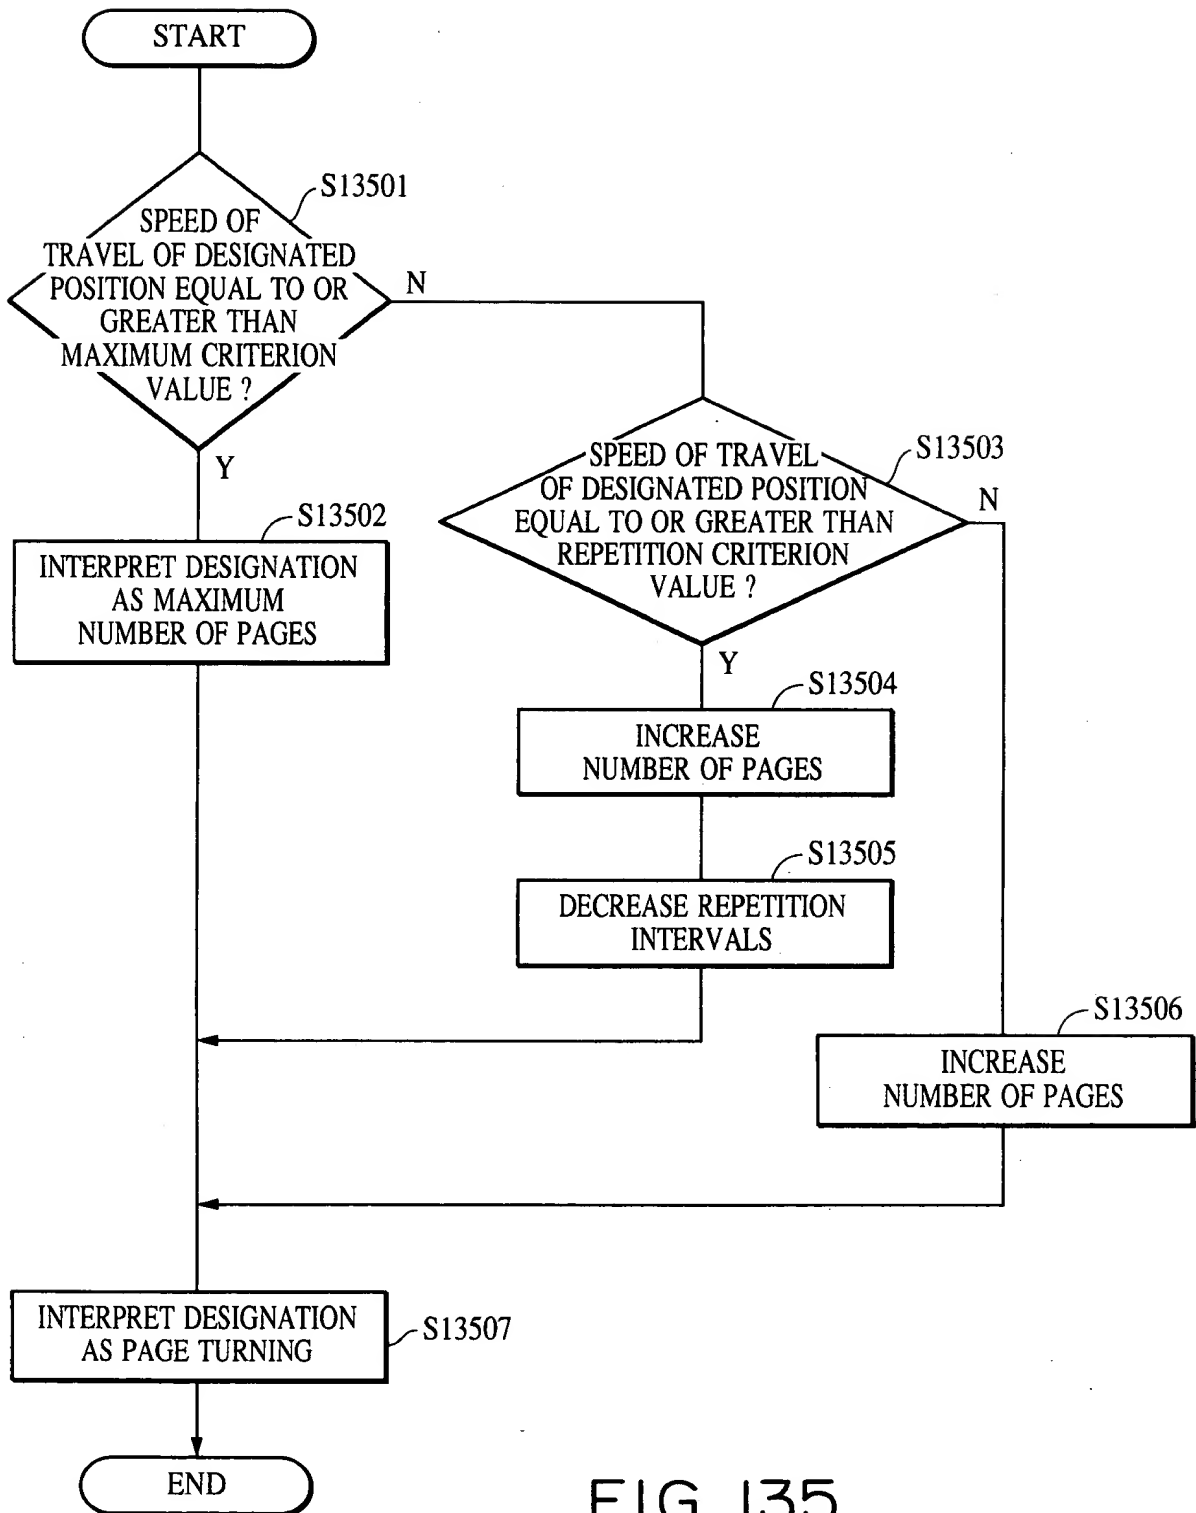 START
S13501
SPEED OF
TRAVEL OF DESIGNATED
POSITION EQUAL TO OR
GREATER THAN
MAXIMUM CRITERION
VALUE ?
N
Y
S13502
INTERPRET DESIGNATION
AS MAXIMUM
NUMBER OF PAGES
S13503
SPEED OF TRAVEL
OF DESIGNATED POSITION
EQUAL TO OR GREATER THAN
REPETITION CRITERION
VALUE ?
N
Y
S13504
INCREASE
NUMBER OF PAGES
S13505
DECREASE REPETITION
INTERVALS
S13506
INCREASE
NUMBER OF PAGES
INTERPRET DESIGNATION
AS PAGE TURNING
S13507
END
FIG 135